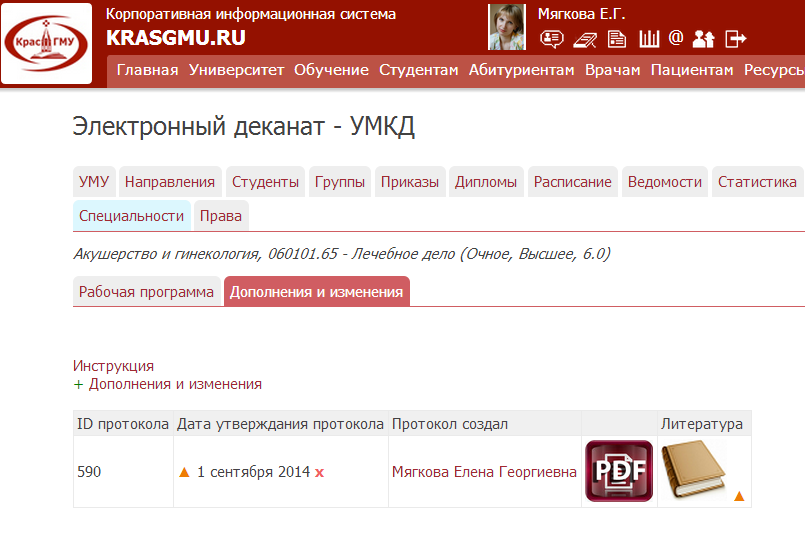 Корпоративная информационная система
Мягкова Е.Г.
КрасГМУ
KRASGMU.RU
@
Главная Университет Обучение Студентам Абитуриентам Врачам Пациентам Ресурсы
Электронный деканат - УМКД
УМУ Направления Студенты Группы Приказы Дипломы Расписание Ведомости Статистика
Специальности Права
Акушерство и гинекология, 060101.65 - Лечебное дело (Очное, Высшее, 6.0)
Рабочая программа Дополнения и изменения
Инструкция
+ Дополнения и изменения
ID протокола Дата утверждания протокола Протокол создал Литература
590 ▲ 1 сентября 2014 x Мягкова Елена Георгиевна PDF ▲